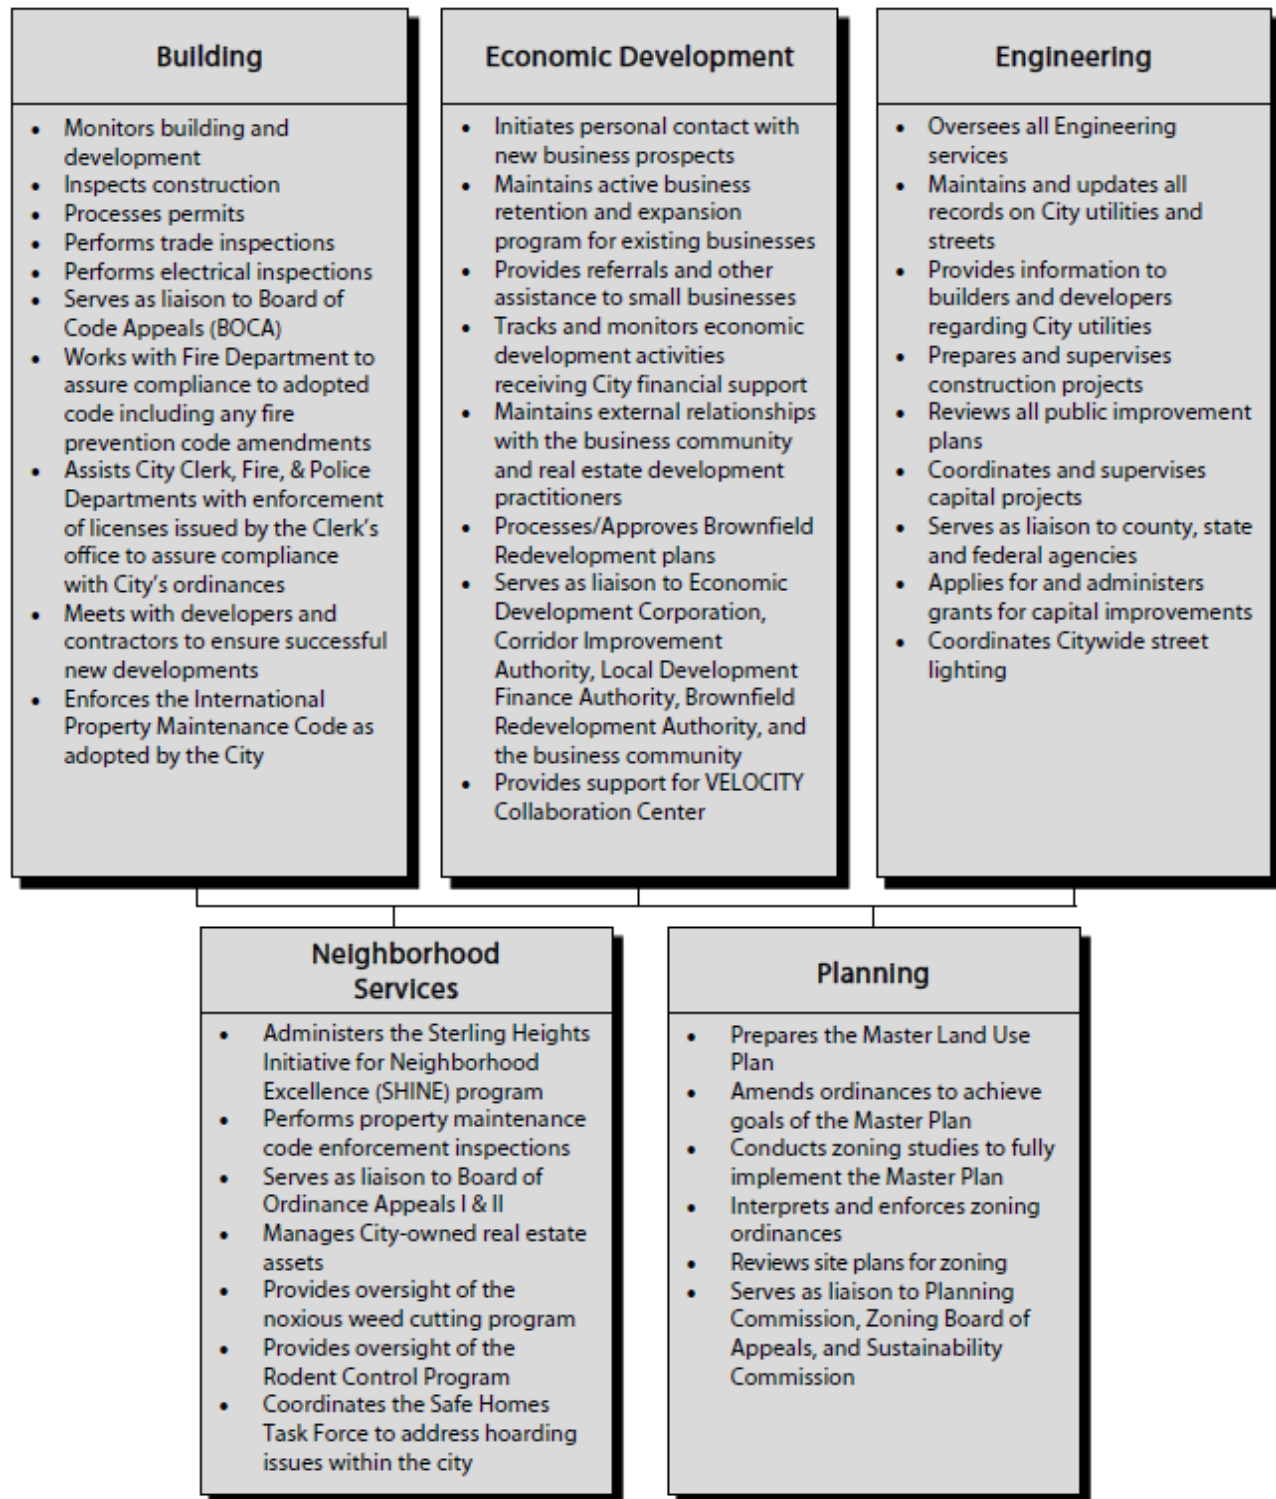 Building
• Monitors building and
development
• Inspects construction
• Processes permits
• Performs trade inspections
• Performs electrical inspections
• Serves as liaison to Board of
Code Appeals (BOCA)
• Works with Fire Department to
assure compliance to adopted
code including any fire
prevention code amendments
• Assists City Clerk, Fire, & Police
Departments with enforcement
of licenses issued by the Clerk's
office to assure compliance
with City's ordinances
• Meets with developers and
contractors to ensure successful
new developments
• Enforces the International
Property Maintenance Code as
adopted by the City
Economic Development
• Initiates personal contact with
new business prospects
• Maintains active business
retention and expansion
program for existing businesses
• Provides referrals and other
assistance to small businesses
• Tracks and monitors economic
development activities
receiving City financial support
• Maintains external relationships
with the business community
and real estate development
practitioners
• Processes/Approves Brownfield
Redevelopment plans
• Serves as liaison to Economic
Development Corporation,
Corridor Improvement
Authority, Local Development
Finance Authority, Brownfield
Redevelopment Authority, and
the business community
• Provides support for VELOCITY
Collaboration Center
Engineering
• Oversees all Engineering
services
• Maintains and updates all
records on City utilities and
streets
• Provides information to
builders and developers
regarding City utilities
• Prepares and supervises
construction projects
• Reviews all public improvement
plans
• Coordinates and supervises
capital projects
• Serves as liaison to county, state
and federal agencies
• Applies for and administers
grants for capital improvements
• Coordinates Citywide street
lighting
Neighborhood
Services
• Administers the Sterling Heights
Initiative for Neighborhood
Excellence (SHINE) program
• Performs property maintenance
code enforcement inspections
• Serves as liaison to Board of
Ordinance Appeals I & II
• Manages City-owned real estate
assets
• Provides oversight of the
noxious weed cutting program
• Provides oversight of the
Rodent Control Program
• Coordinates the Safe Homes
Task Force to address hoarding
issues within the city
Planning
• Prepares the Master Land Use
Plan
• Amends ordinances to achieve
goals of the Master Plan
• Conducts zoning studies to fully
implement the Master Plan
• Interprets and enforces zoning
ordinances
• Reviews site plans for zoning
• Serves as liaison to Planning
Commission, Zoning Board of
Appeals, and Sustainability
Commission